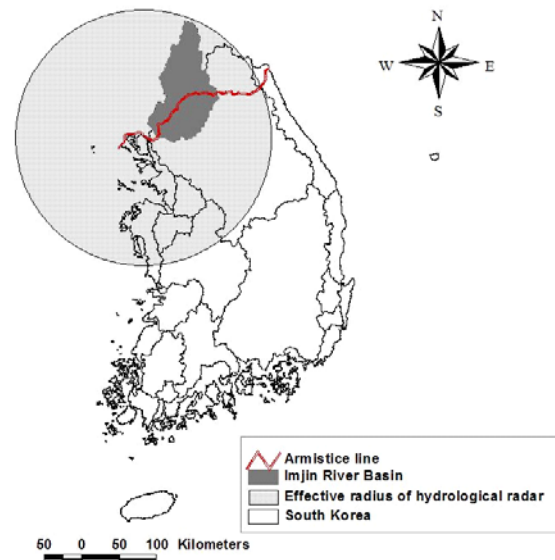 N
W E
S
Armistice line
Imjin River Basin
Effective radius of hydrological radar
South Korea
50 0 50 100 Kilometers